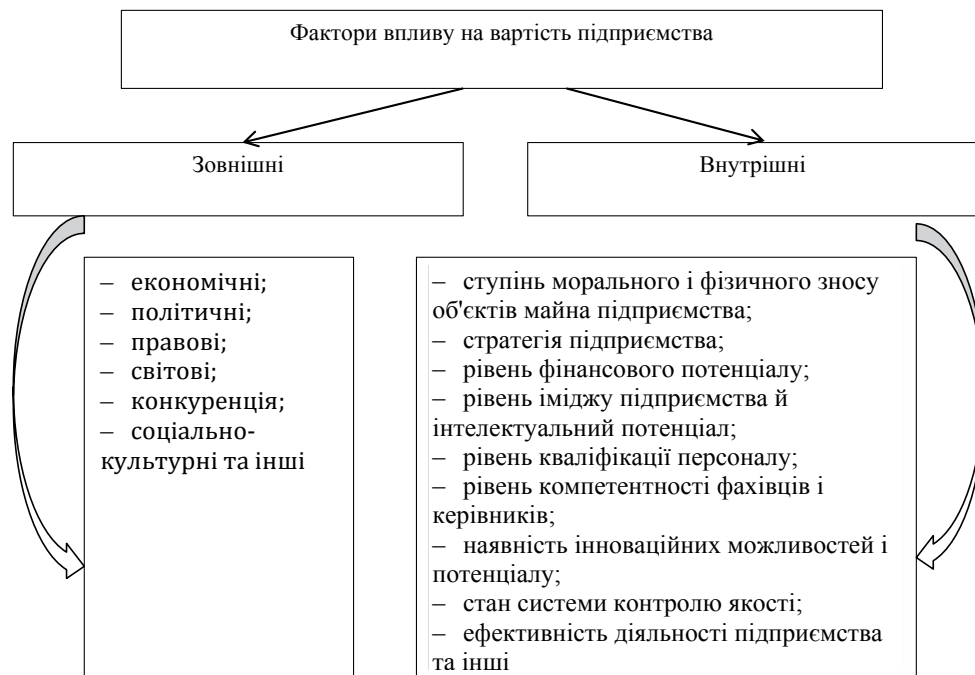 Фактори впливу на вартість підприємства
Зовнішні
Внутрішні
– економічні;
– політичні;
– правові;
– світові;
– конкуренція;
– соціально-
культурні та інші
– ступінь морального і фізичного зносу
об'єктів майна підприємства;
– стратегія підприємства;
– рівень фінансового потенціалу;
– рівень іміджу підприємства й
інтелектуальний потенціал;
– рівень кваліфікації персоналу;
– рівень компетентності фахівців і
керівників;
– наявність інноваційних можливостей і
потенціалу;
– стан системи контролю якості;
– ефективність діяльності підприємства
та інші